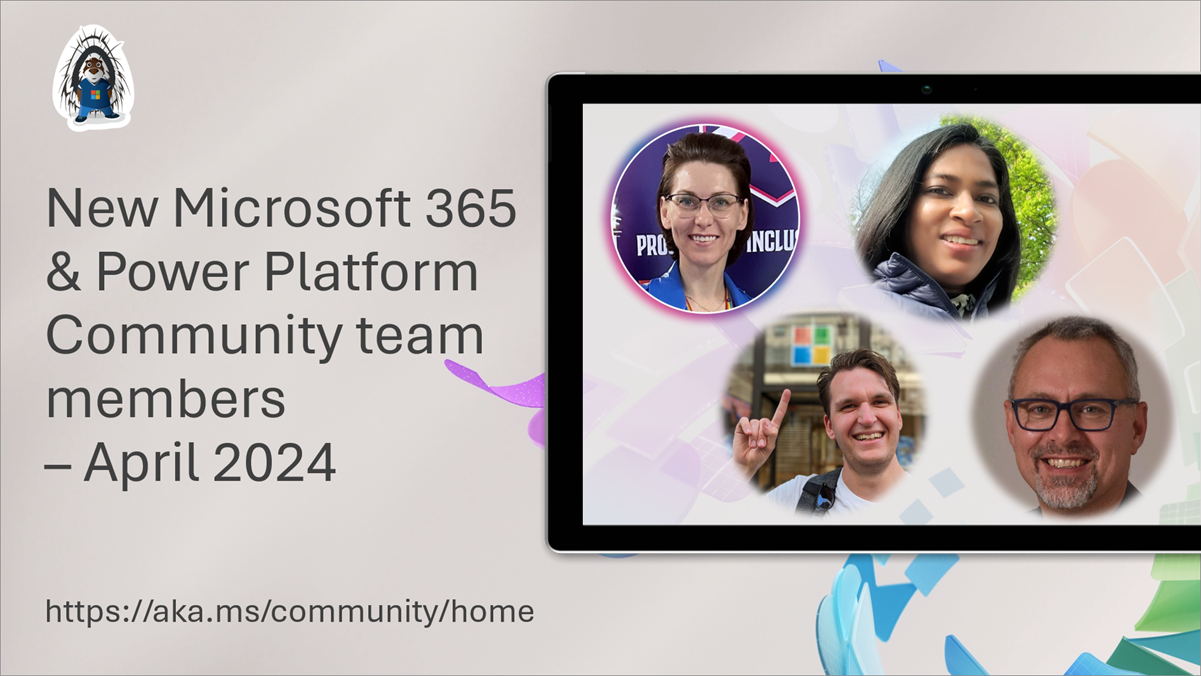 New Microsoft 365
& Power Platform
Community team
members
– April 2024
https://aka.ms/community/home